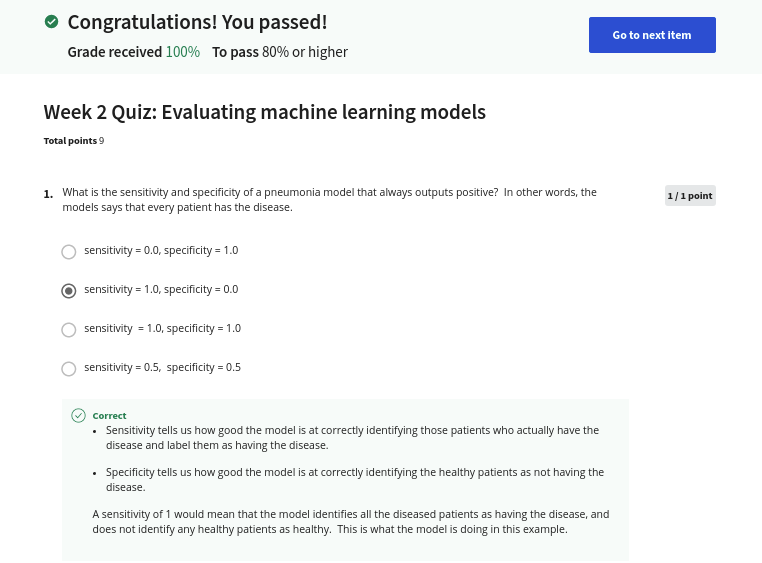 Congratulations! You passed!
Grade received 100% To pass 80% or higher
Go to next item
Week 2 Quiz: Evaluating machine learning models
Total points 9
1. What is the sensitivity and specificity of a pneumonia model that always outputs positive? In other words, the
models says that every patient has the disease.
1 / 1 point
sensitivity = 0.0, specificity = 1.0
sensitivity = 1.0, specificity = 0.0
sensitivity = 1.0, specificity = 1.0
sensitivity = 0.5, specificity = 0.5
Correct
• Sensitivity tells us how good the model is at correctly identifying those patients who actually have the
disease and label them as having the disease.
• Specificity tells us how good the model is at correctly identifying the healthy patients as not having the
disease.
A sensitivity of 1 would mean that the model identifies all the diseased patients as having the disease, and
does not identify any healthy patients as healthy. This is what the model is doing in this example.